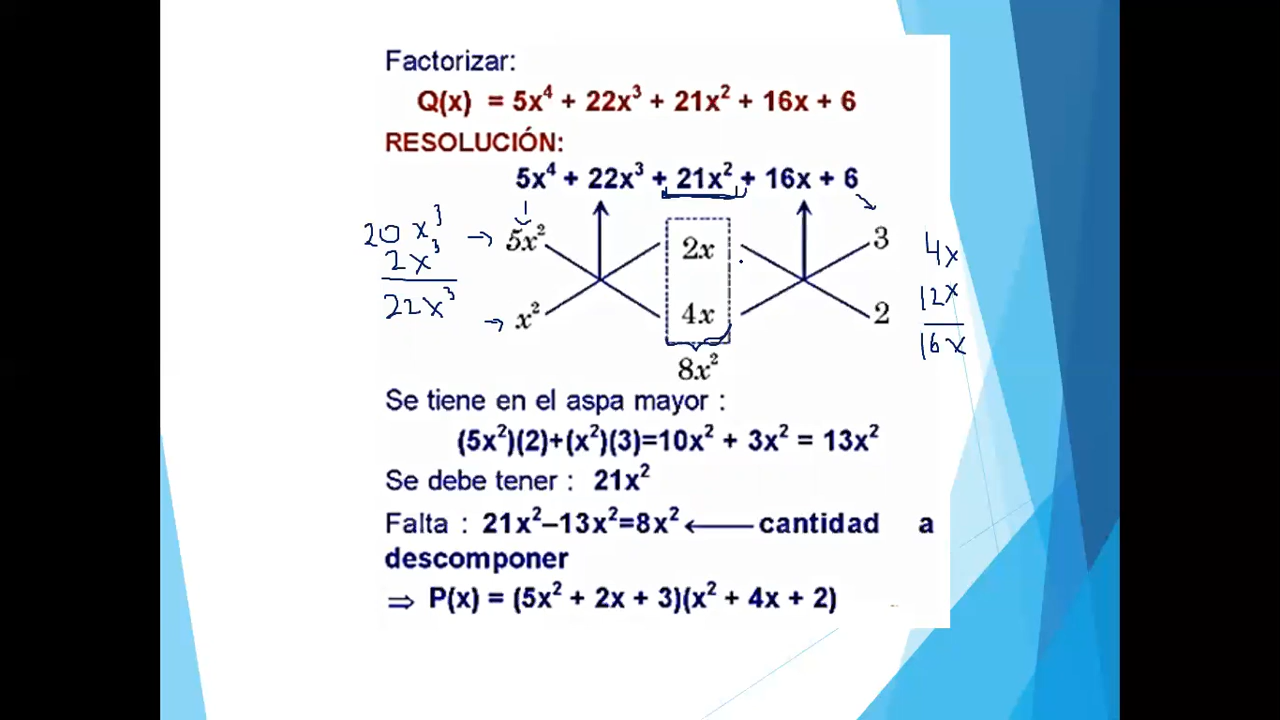 Factorizar:
Q(x) = 5x⁴ + 22x³ + 21x² + 16x + 6
RESOLUCIÓN:
5x⁴ + 22x³ + 21x² + 16x + 6
20x³ → 5x² 2x 3 4x
2x³ 12x
22x³ → x² 4x 2 16x
8x²
Se tiene en el aspa mayor :
(5x²)(2)+(x²)(3)=10x² + 3x² = 13x²
Se debe tener : 21x²
Falta : 21x²–13x²=8x² ← cantidad a
descomponer
⇒ P(x) = (5x² + 2x + 3)(x² + 4x + 2)